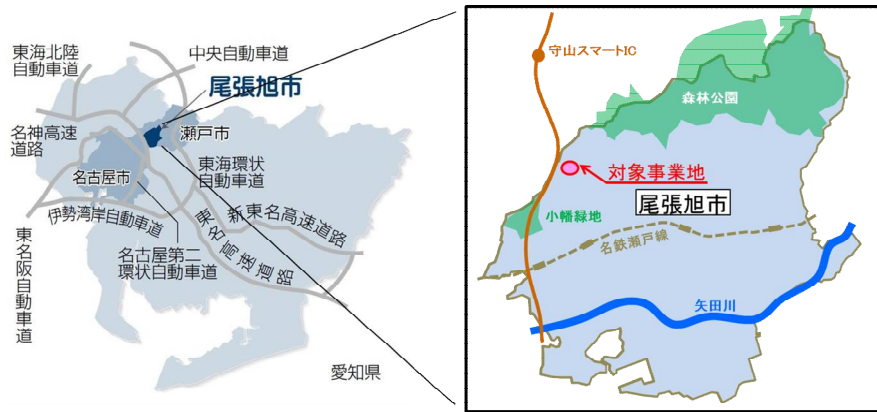 東海北陸
自動車道
中央自動車道
尾張旭市
名神高速
道路
瀬戸市
名古屋市
東海環状
自動車道
伊勢湾岸自動車道
新東名高速道路
東名高速道路
名古屋第二
環状自動車道
東名阪自動車道
愛知県
守山スマートIC
森林公園
対象事業地
尾張旭市
小幡緑地
名鉄瀬戸線
矢田川